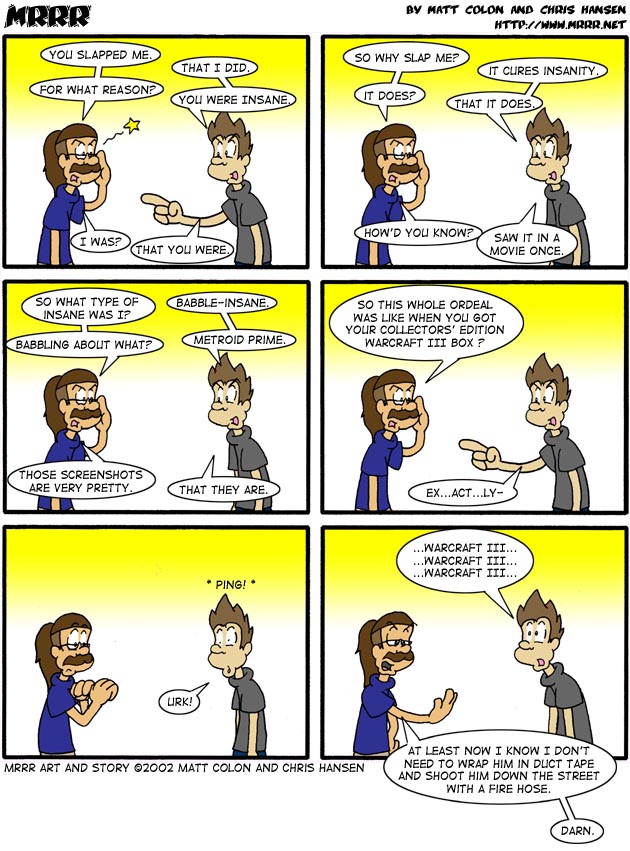 MRRR
BY MATT COLON AND CHRIS HANSEN
HTTP://WWW.MRRR.NET
YOU SLAPPED ME.
FOR WHAT REASON?
THAT I DID.
YOU WERE INSANE.
I WAS?
THAT YOU WERE.
SO WHY SLAP ME?
IT DOES?
IT CURES INSANITY.
THAT IT DOES.
HOW'D YOU KNOW?
SAW IT IN A
MOVIE ONCE.
SO WHAT TYPE OF
INSANE WAS I?
BABBLING ABOUT WHAT?
BABBLE-INSANE.
METROID PRIME.
THOSE SCREENSHOTS
ARE VERY PRETTY.
THAT THEY ARE.
SO THIS WHOLE ORDEAL
WAS LIKE WHEN YOU GOT
YOUR COLLECTORS' EDITION
WARCRAFT III BOX ?
EX...ACT...LY-
* PING! *
URK!
...WARCRAFT III...
...WARCRAFT III...
...WARCRAFT III...
AT LEAST NOW I KNOW I DON'T
NEED TO WRAP HIM IN DUCT TAPE
AND SHOOT HIM DOWN THE STREET
WITH A FIRE HOSE.
DARN.
MRRR ART AND STORY ©2002 MATT COLON AND CHRIS HANSEN